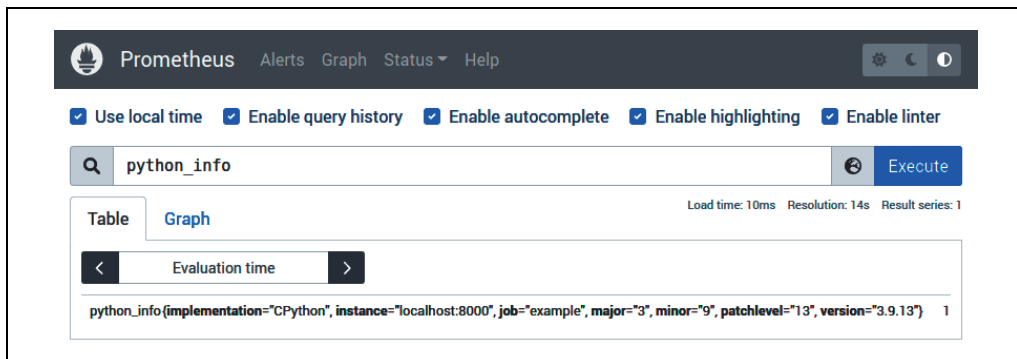 Prometheus Alerts Graph Status Help
Use local time Enable query history Enable autocomplete Enable highlighting Enable linter
python_info Execute
Load time: 10ms Resolution: 14s Result series: 1
Table Graph
Evaluation time
python_info{implementation="CPython", instance="localhost:8000", job="example", major="3", minor="9", patchlevel="13", version="3.9.13"} 1